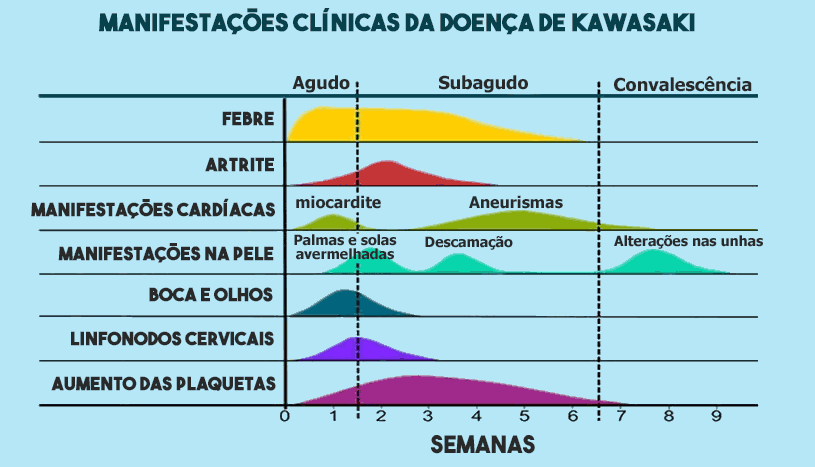 MANIFESTAÇÕES CLÍNICAS DA DOENÇA DE KAWASAKI
Agudo Subagudo Convalescência
FEBRE
ARTRITE
MANIFESTAÇÕES CARDÍACAS miocardite Aneurismas
MANIFESTAÇÕES NA PELE Palmas e solas avermelhadas Descamação Alterações nas unhas
BOCA E OLHOS
LINFONODOS CERVICAIS
AUMENTO DAS PLAQUETAS
0 1 2 3 4 5 6 7 8 9
SEMANAS